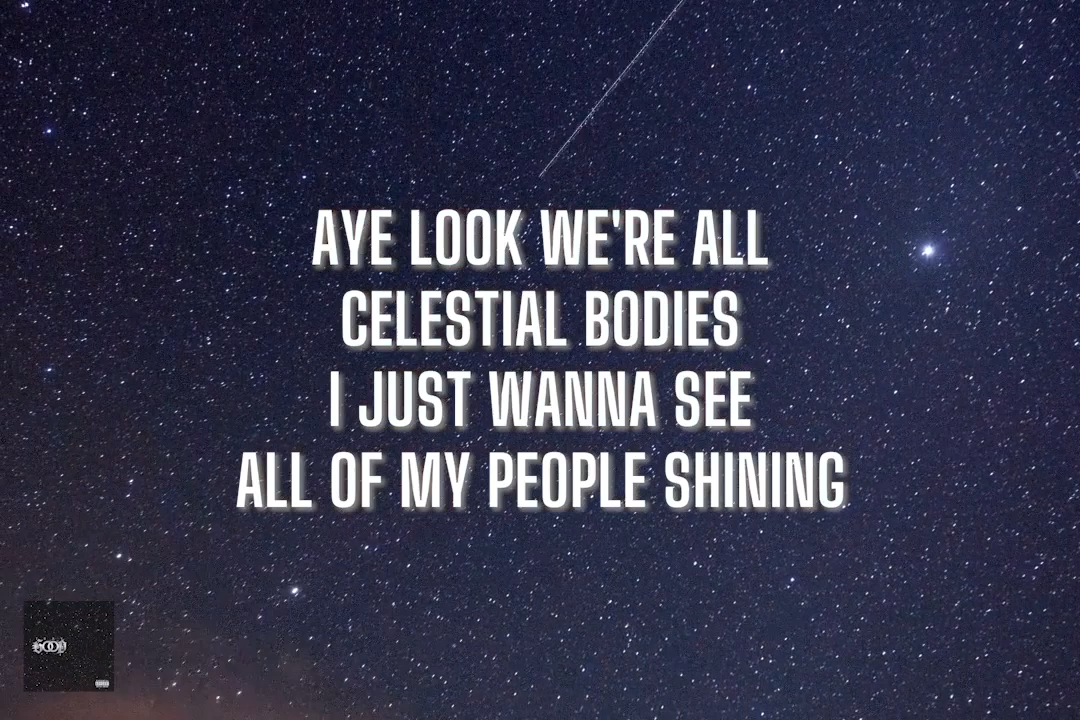 AYE LOOK WE'RE ALL
CELESTIAL BODIES
I JUST WANNA SEE
ALL OF MY PEOPLE SHINING